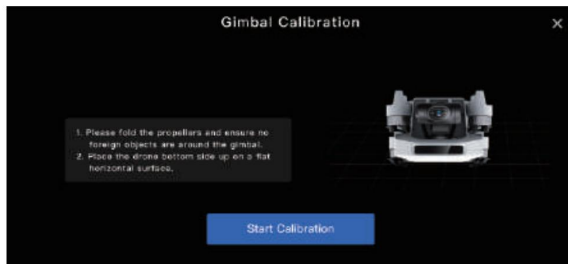 Gimbal Calibration
1. Please fold the propellers and ensure no
foreign objects are around the gimbal.
2. Place the drone bottom side up on a flat
horizontal surface.
Start Calibration